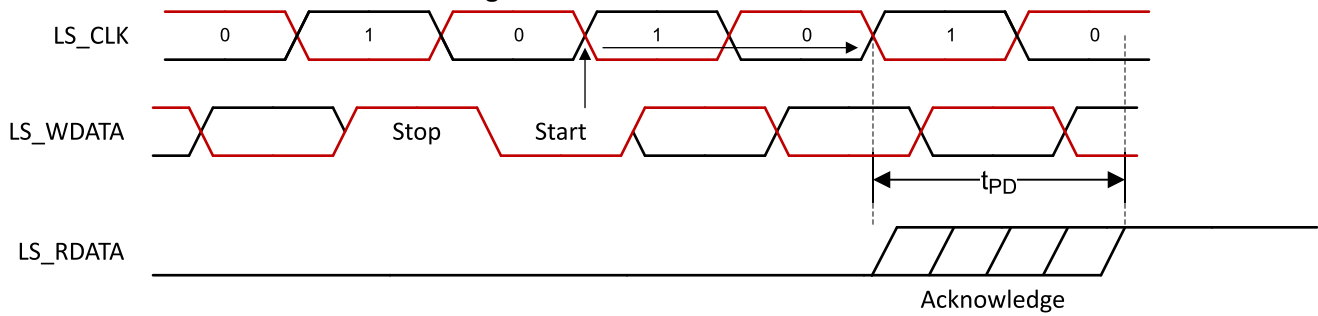 LS_CLK 0 1 0 1 0 1 0
LS_WDATA Stop Start
tPD
LS_RDATA
Acknowledge